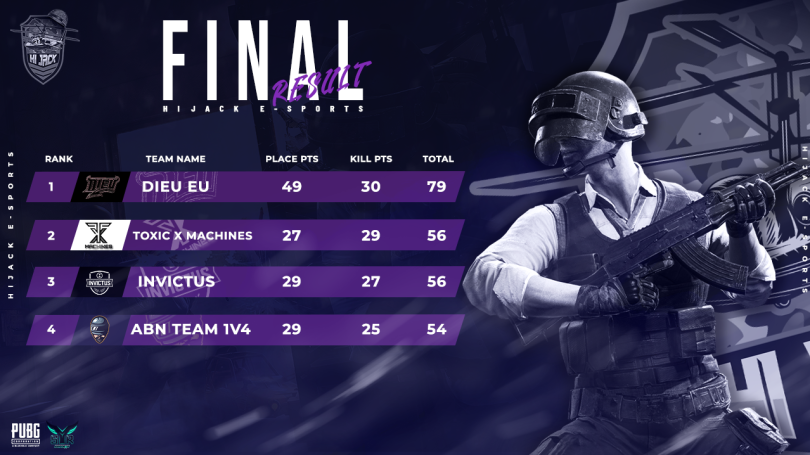 HI JACK
FINAL
RESULT
HIJACK E-SPORTS
RANK TEAM NAME PLACE PTS KILL PTS TOTAL
1 DIEU DIEU EU 49 30 79
2 MACHINES TOXIC X MACHINES 27 29 56
3 INVICTUS INVICTUS 29 27 56
4 ABN TEAM 1V4 29 25 54
HIJACK E-SPORTS
HIJACK E-SPORTS
PUBG